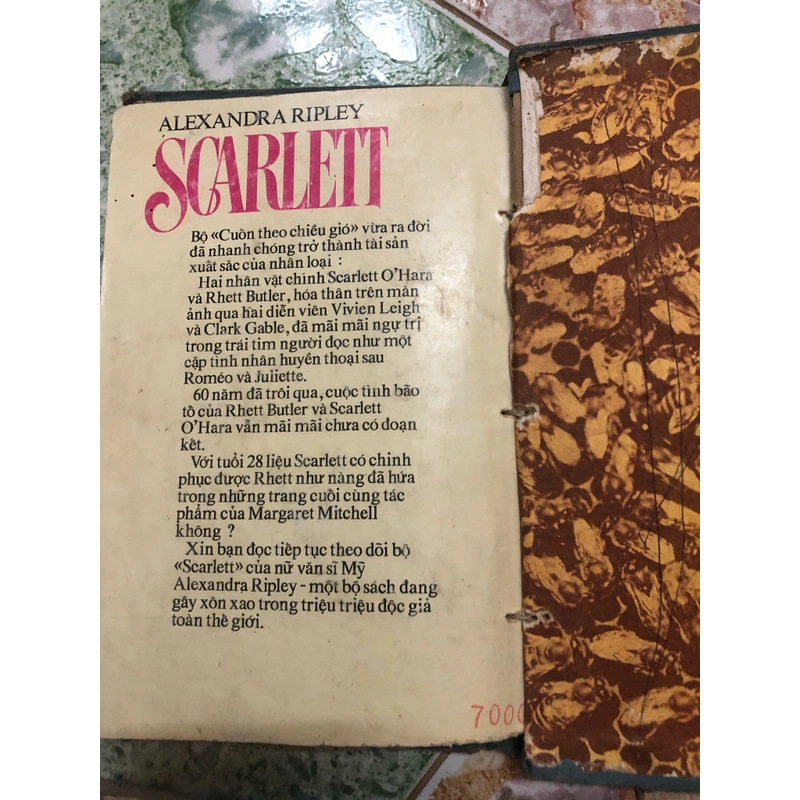 ALEXANDRA RIPLEY
SCARLETT
Bộ «Cuồn theo chiều gió» vừa ra đời
đã nhanh chóng trở thành tài sản
xuất sắc của nhân loại :
Hai nhân vật chính Scarlett O'Hara
và Rhett Butler, hóa thân trên màn
ảnh qua hai diễn viên Vivien Leigh
và Clark Gable, đã mãi mãi ngự trị
trong trái tim người đọc như một
cặp tình nhân huyền thoại sau
Roméo và Juliette.
60 năm đã trôi qua, cuộc tình bão
tố của Rhett Butler và Scarlett
O'Hara vẫn mãi mãi chưa có đoạn
kết.
Với tuổi 28 liệu Scarlett có chinh
phục được Rhett như nàng đã hứa
trong những trang cuối cùng tác
phẩm của Margaret Mitchell
không ?
Xin bạn đọc tiếp tục theo dõi bộ
«Scarlett» của nữ văn sĩ Mỹ
Alexandra Ripley - một bộ sách đang
gây xôn xao trong triệu triệu độc giả
toàn thế giới.
7000